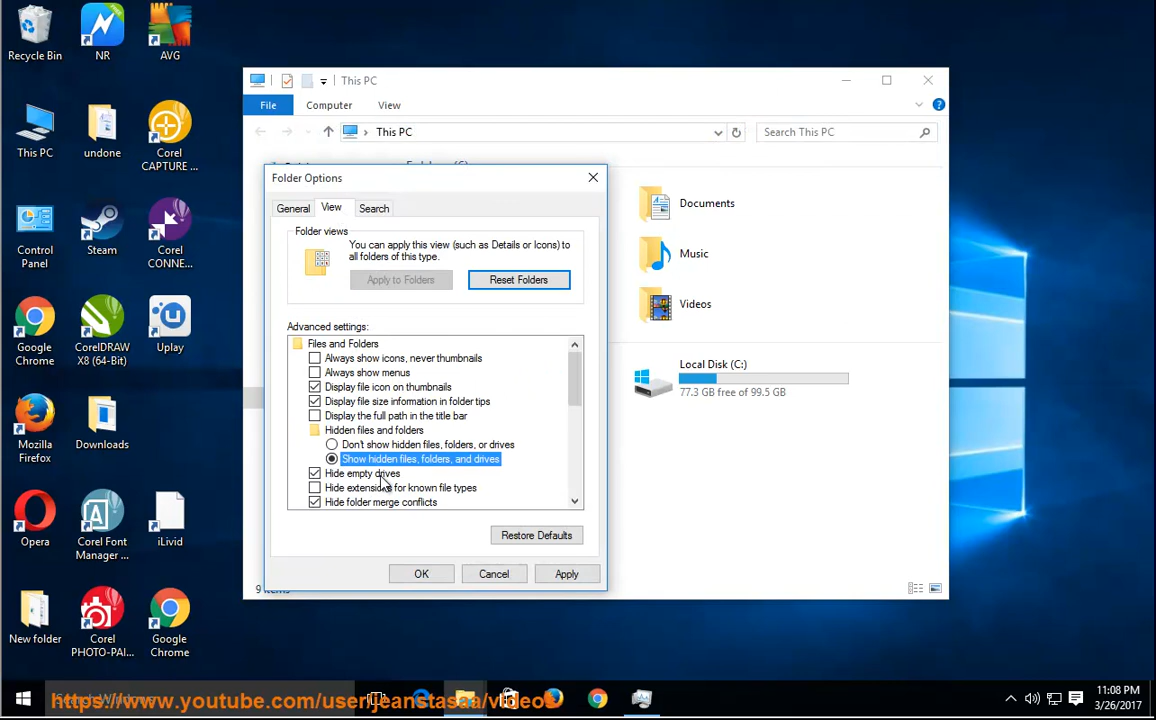 Recycle Bin
NR
AVG
This PC
undone
Corel
CAPTURE ...
Control
Panel
Steam
Corel
CONNE...
Google
Chrome
CorelDRAW
X8 (64-Bit)
Uplay
Mozilla
Firefox
Downloads
Opera
Corel Font
Manager ...
iLivid
New folder
Corel
PHOTO-PAI...
Google
Chrome
This PC
File
Computer
View
This PC
Search This PC
Documents
Music
Videos
Local Disk (C:)
77.3 GB free of 99.5 GB
Folder Options
General
View
Search
Folder views
You can apply this view (such as Details or Icons) to
all folders of this type.
Apply to Folders
Reset Folders
Advanced settings:
Files and Folders
Always show icons, never thumbnails
Always show menus
Display file icon on thumbnails
Display file size information in folder tips
Display the full path in the title bar
Hidden files and folders
Don't show hidden files, folders, or drives
Show hidden files, folders, and drives
Hide empty drives
Hide extensions for known file types
Hide folder merge conflicts
Restore Defaults
OK
Cancel
Apply
https://www.youtube.com/user/jeanstasaa/videos
11:08 PM
3/26/2017